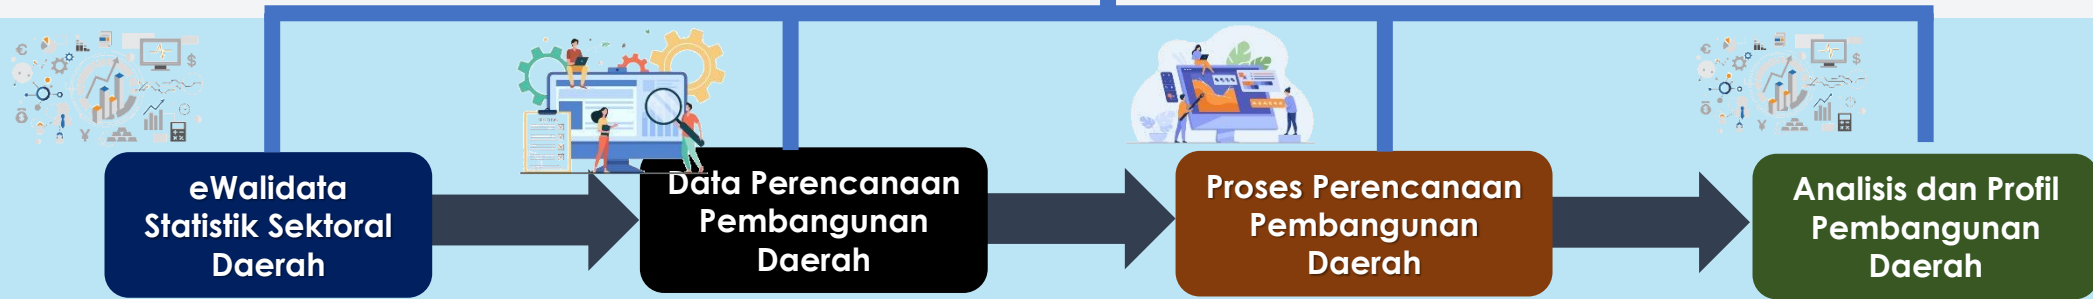 eWalidata
Statistik Sektoral
Daerah
Data Perencanaan
Pembangunan
Daerah
Proses Perencanaan
Pembangunan
Daerah
Analisis dan Profil
Pembangunan
Daerah